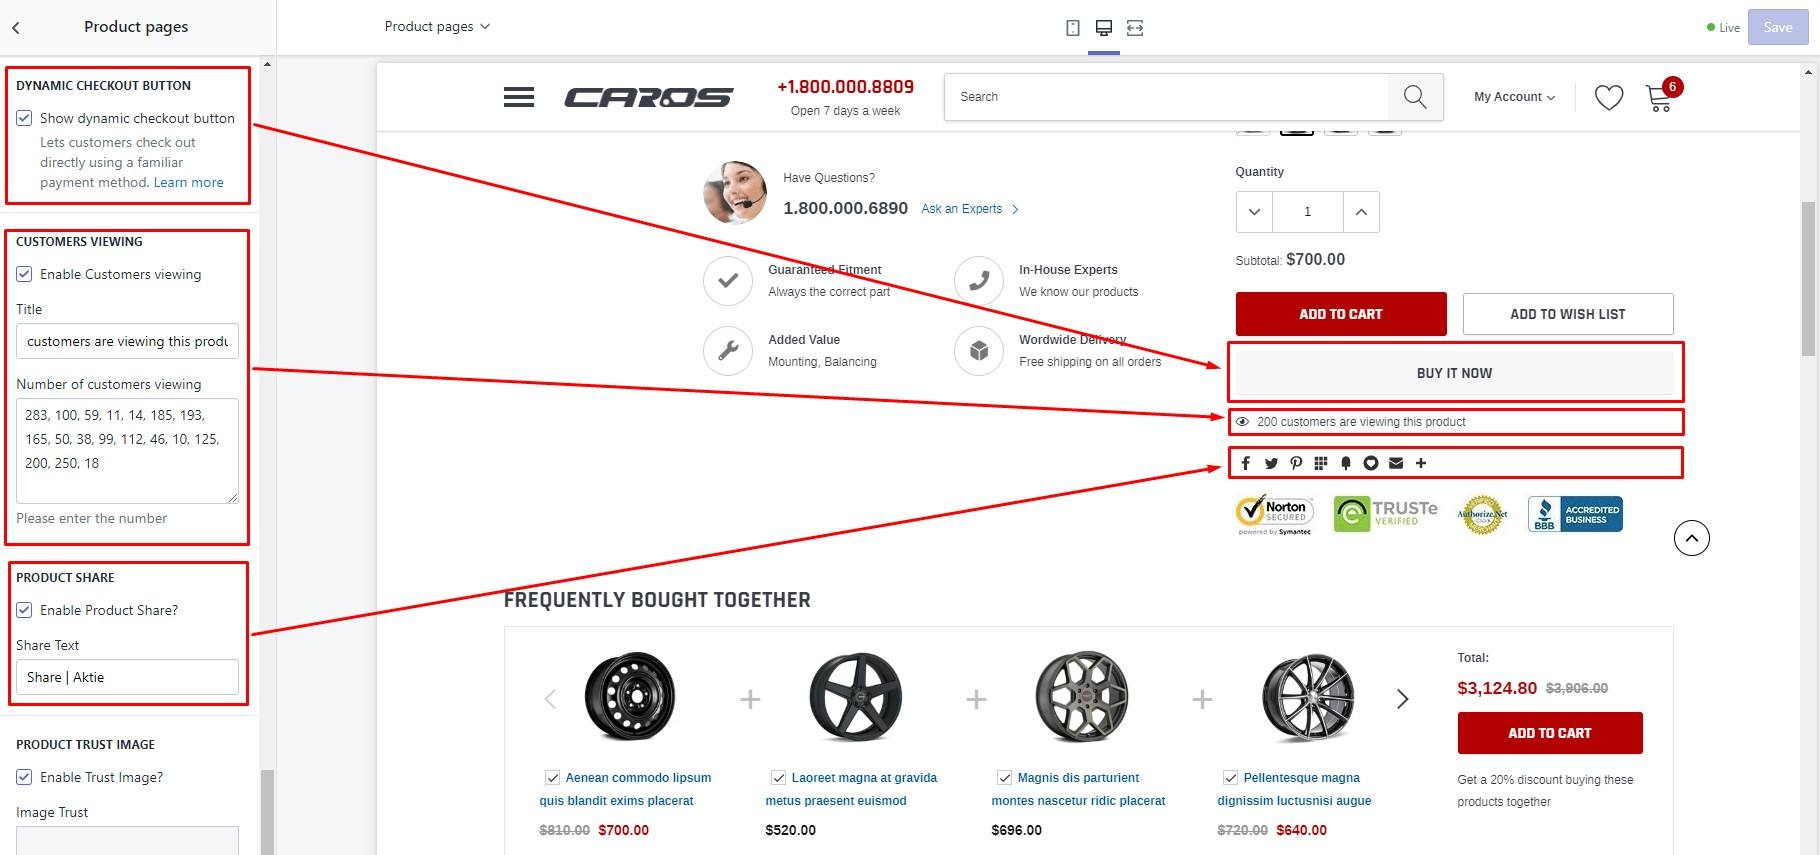 Product pages
Product pages
Live
Save
DYNAMIC CHECKOUT BUTTON
Show dynamic checkout button
Lets customers check out
directly using a familiar
payment method. Learn more
CUSTOMERS VIEWING
Enable Customers viewing
Title
customers are viewing this produ
Number of customers viewing
283, 100, 59, 11, 14, 185, 193,
165, 50, 38, 99, 112, 46, 10, 125,
200, 250, 18
Please enter the number
PRODUCT SHARE
Enable Product Share?
Share Text
Share | Aktie
PRODUCT TRUST IMAGE
Enable Trust Image?
Image Trust
CAROS
+1.800.000.8809
Open 7 days a week
Search
My Account
6
Have Questions?
1.800.000.6890 Ask an Experts
Guaranteed Fitment
Always the correct part
In-House Experts
We know our products
Added Value
Mounting, Balancing
Wordwide Delivery
Free shipping on all orders
Quantity
1
Subtotal: $700.00
ADD TO CART
ADD TO WISH LIST
BUY IT NOW
200 customers are viewing this product
Norton
SECURED
powered by Symantec
TRUSTe
VERIFIED
Authorize.Net
Click
BBB
ACCREDITED
BUSINESS
FREQUENTLY BOUGHT TOGETHER
Aenean commodo lipsum
quis blandit exims placerat
$810.00 $700.00
Laoreet magna at gravida
metus praesent euismod
$520.00
Magnis dis parturient
montes nascetur ridic placerat
$696.00
Pellentesque magna
dignissim luctusnisi augue
$720.00 $640.00
Total:
$3,124.80 $3,906.00
ADD TO CART
Get a 20% discount buying these
products together